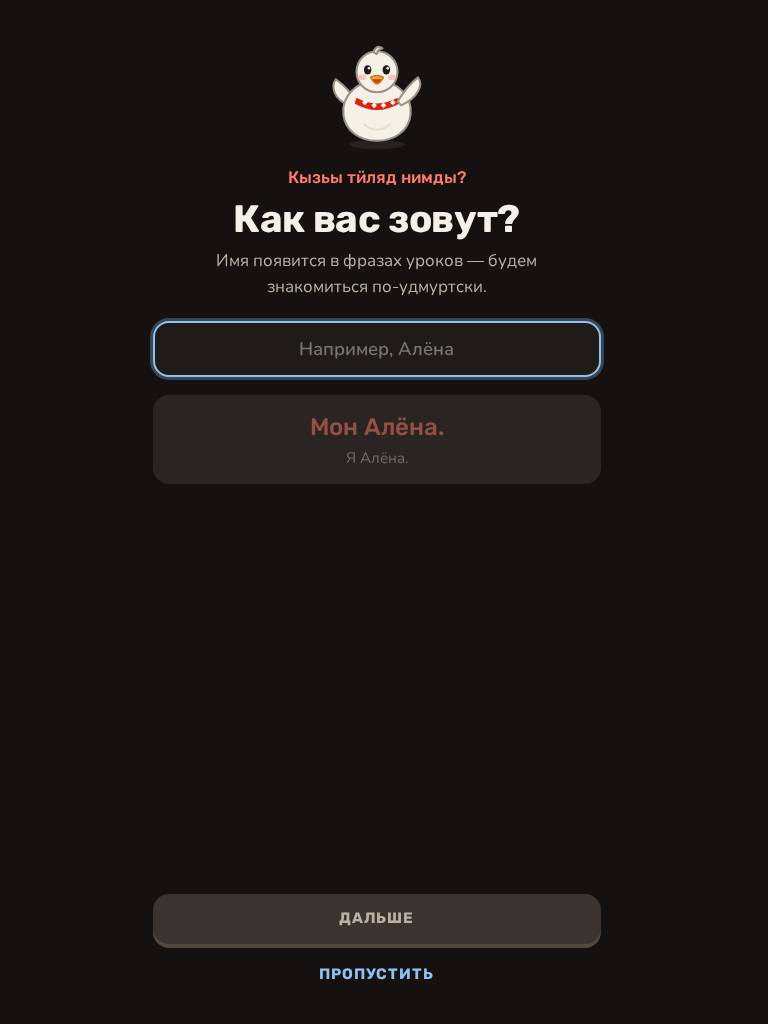 Кызьы тӥляд нимды?
Как вас зовут?
Имя появится в фразах уроков — будем
знакомиться по-удмуртски.
Например, Алёна
Мон Алёна.
Я Алёна.
ДАЛЬШЕ
ПРОПУСТИТЬ